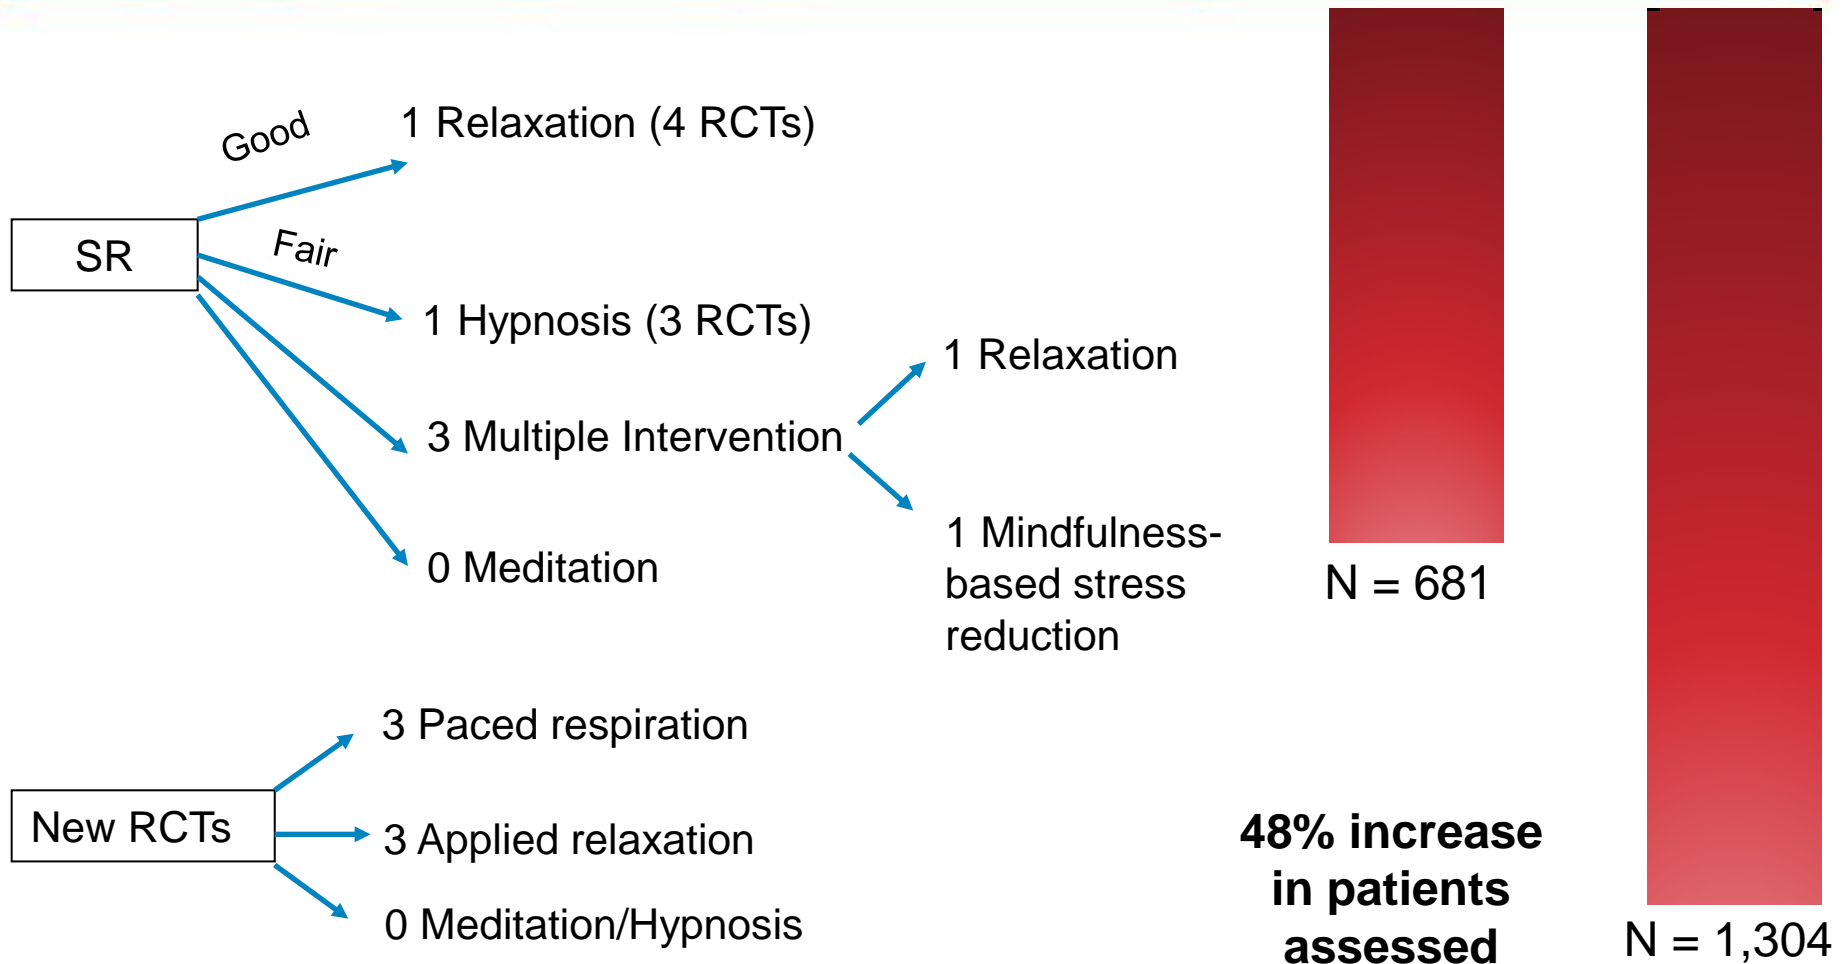 Good
1 Relaxation (4 RCTs)
SR
Fair
1 Hypnosis (3 RCTs)
3 Multiple Intervention
1 Relaxation
1 Mindfulness-
based stress
reduction
0 Meditation
N = 681
New RCTs
3 Paced respiration
3 Applied relaxation
0 Meditation/Hypnosis
48% increase
in patients
assessed
N = 1,304